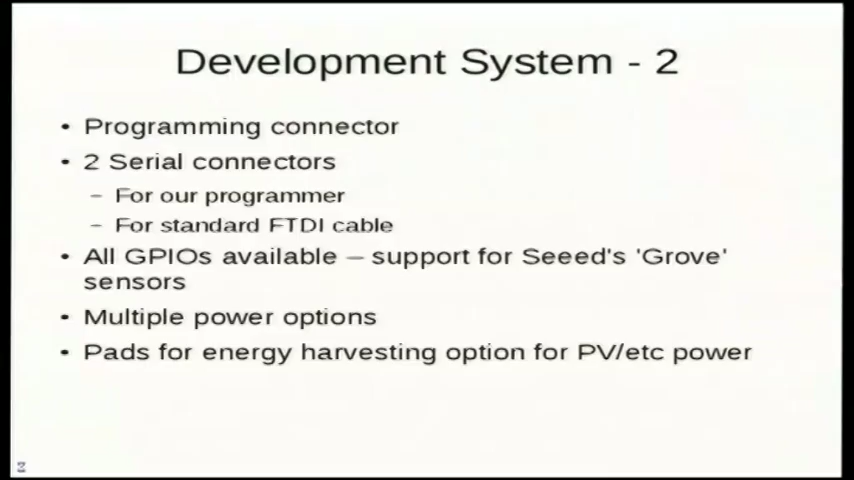 Development System - 2
• Programming connector
• 2 Serial connectors
– For our programmer
– For standard FTDI cable
• All GPIOs available – support for Seeed's 'Grove'
sensors
• Multiple power options
• Pads for energy harvesting option for PV/etc power